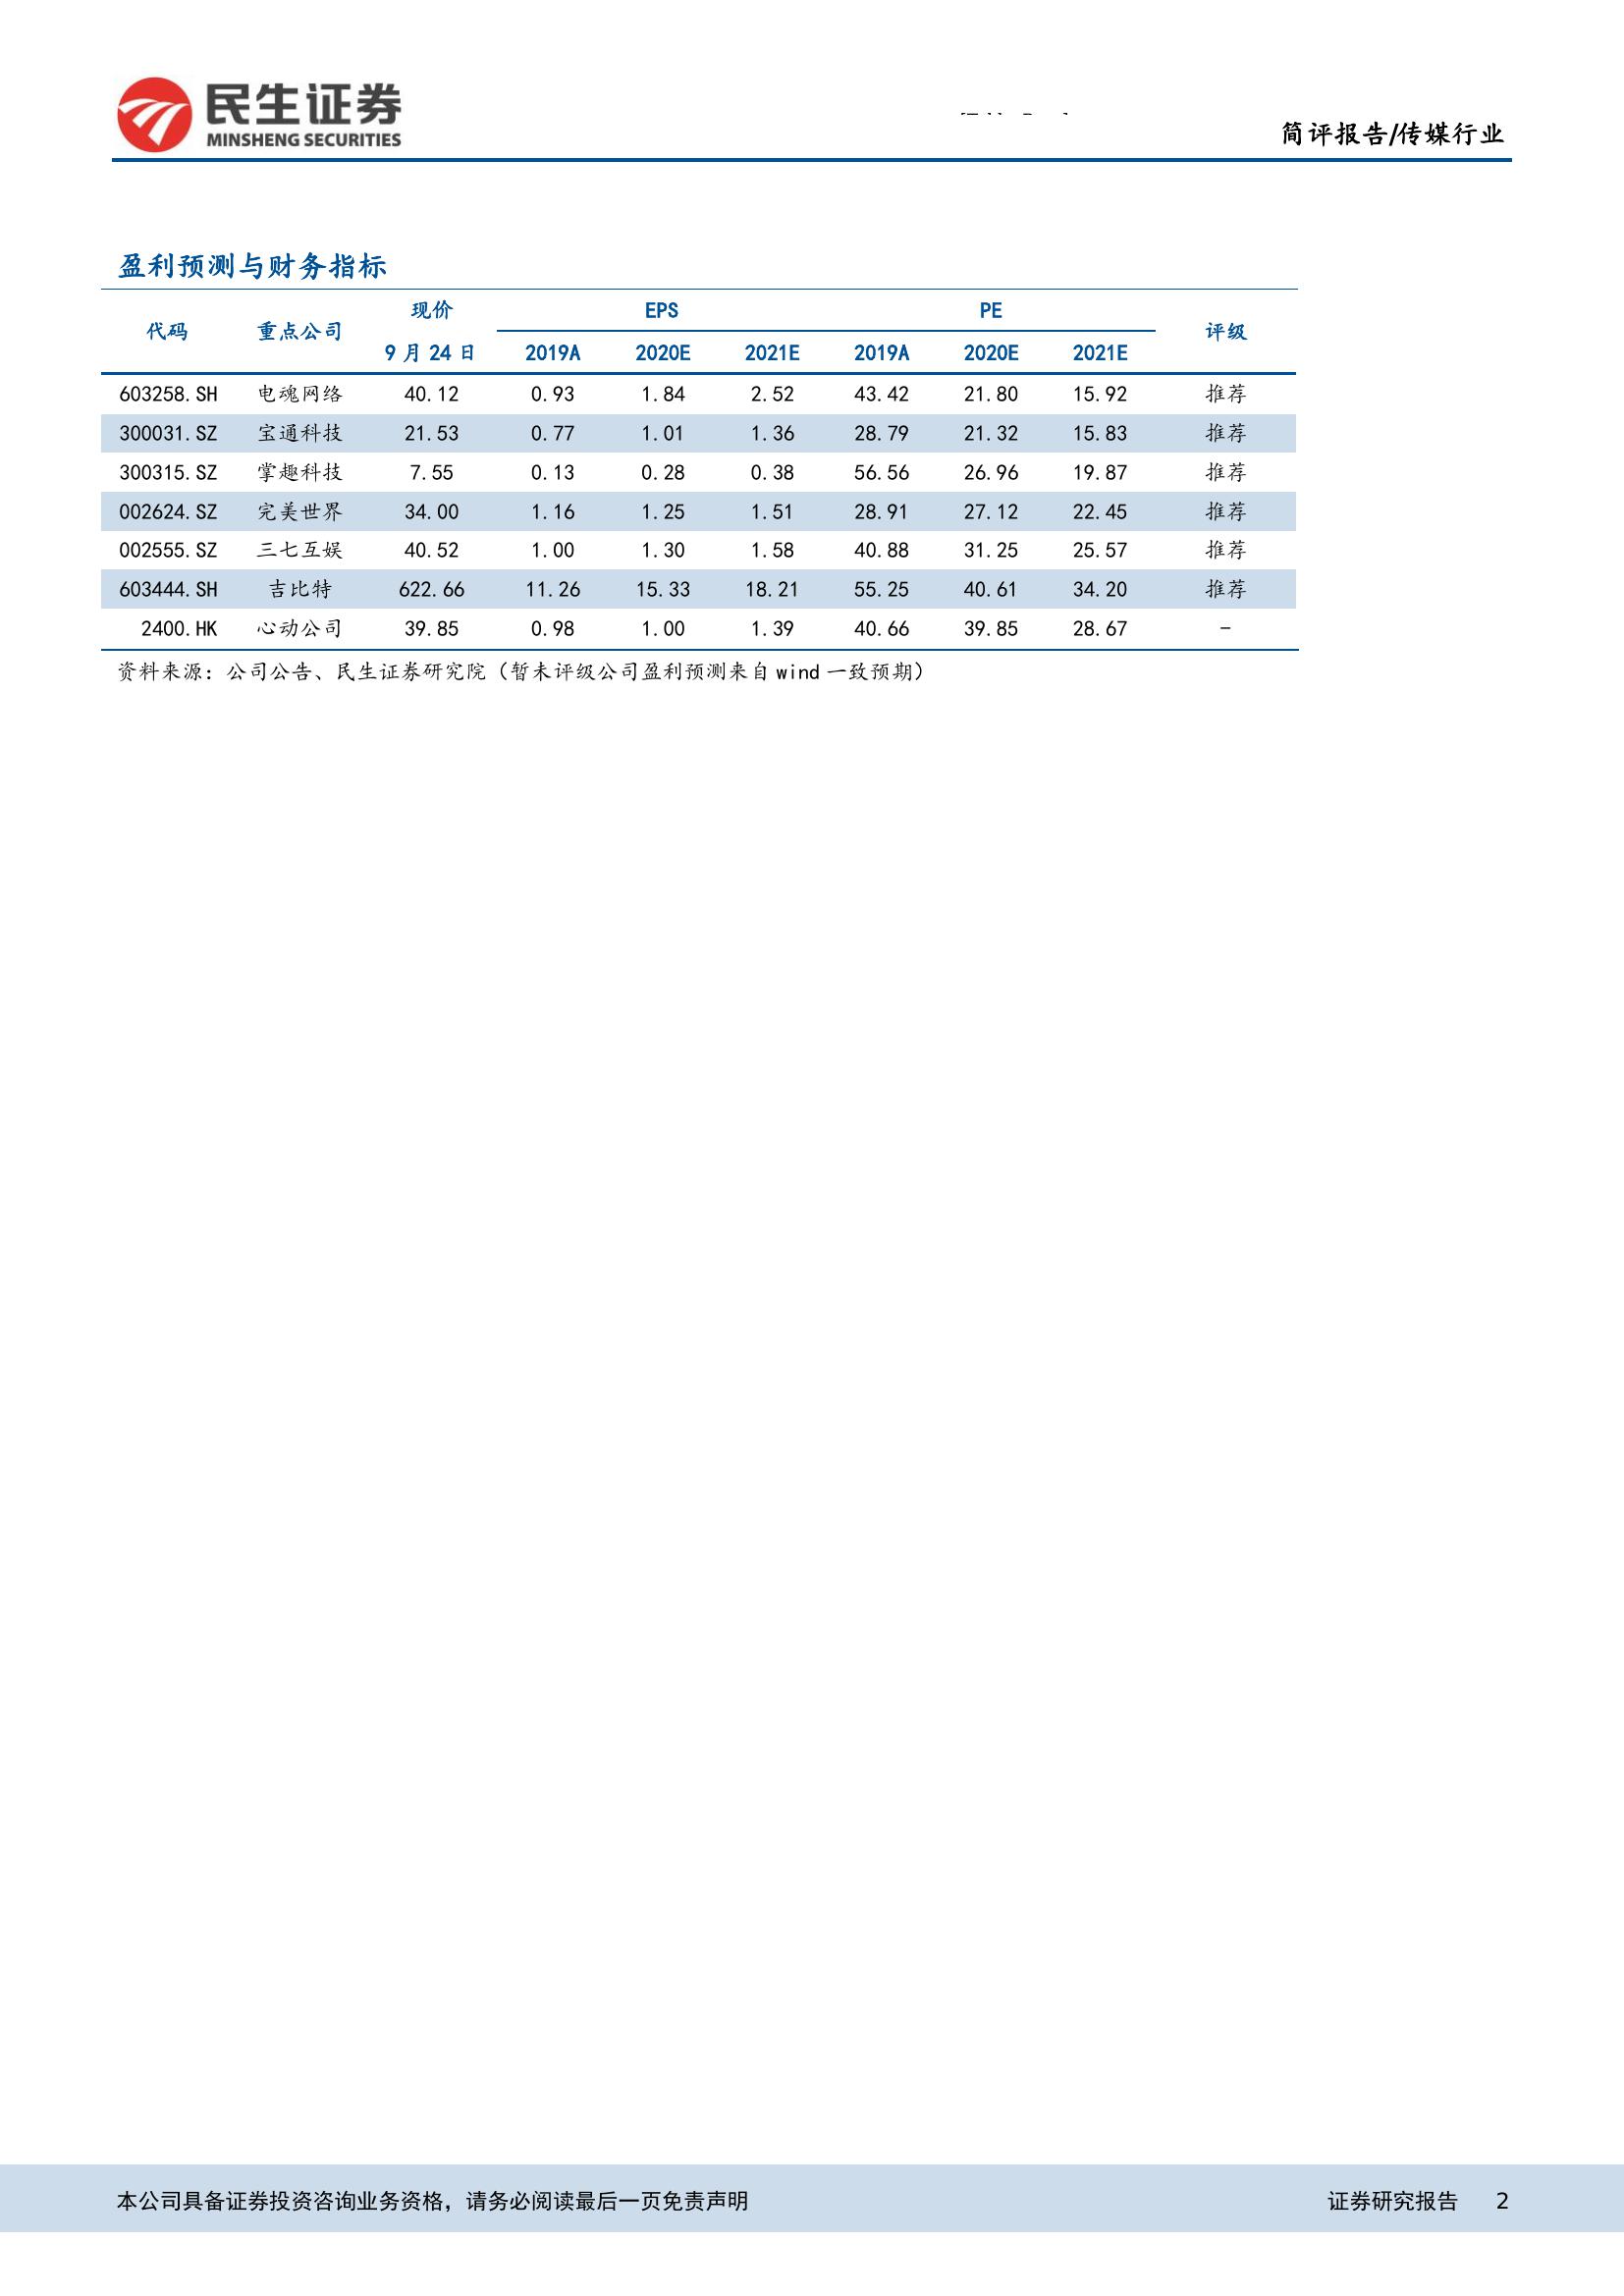 民生证券
MINSHENG SECURITIES
简评报告/传媒行业
盈利预测与财务指标
代码 重点公司 现价 EPS PE 评级
9 月 24 日 2019A 2020E 2021E 2019A 2020E 2021E
603258.SH 电魂网络 40.12 0.93 1.84 2.52 43.42 21.80 15.92 推荐
300031.SZ 宝通科技 21.53 0.77 1.01 1.36 28.79 21.32 15.83 推荐
300315.SZ 掌趣科技 7.55 0.13 0.28 0.38 56.56 26.96 19.87 推荐
002624.SZ 完美世界 34.00 1.16 1.25 1.51 28.91 27.12 22.45 推荐
002555.SZ 三七互娱 40.52 1.00 1.30 1.58 40.88 31.25 25.57 推荐
603444.SH 吉比特 622.66 11.26 15.33 18.21 55.25 40.61 34.20 推荐
2400.HK 心动公司 39.85 0.98 1.00 1.39 40.66 39.85 28.67 -
资料来源：公司公告、民生证券研究院（暂未评级公司盈利预测来自 wind 一致预期）
本公司具备证券投资咨询业务资格，请务必阅读最后一页免责声明 证券研究报告 2